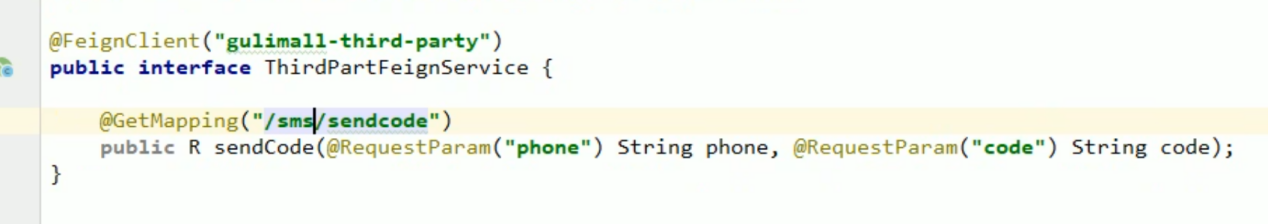 @FeignClient("gulimall-third-party")
public interface ThirdPartFeignService {
@GetMapping("/sms/sendcode")
public R sendCode(@RequestParam("phone") String phone, @RequestParam("code") String code);
}